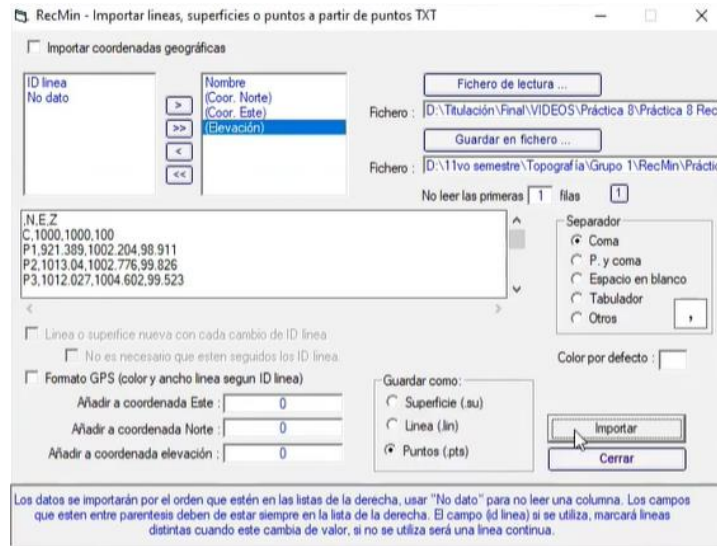 RecMin - Importar lineas, superficies o puntos a partir de puntos TXT
Importar coordenadas geográficas
ID linea
No dato
>
>>
<
<<
Nombre
(Coor. Norte)
(Coor. Este)
(Elevación)
Fichero de lectura ...
Fichero : D:\Titulación\Final\VIDEOS\Práctica 8\Práctica 8 Rec
Guardar en fichero ...
Fichero : D:\11vo semestre\Topografía\Grupo 1\RecMin\Práctic
No leer las primeras 1 filas 1
,N,E,Z
C,1000,1000,100
P1,921.389,1002.204,98.911
P2,1013.04,1002.776,99.826
P3,1012.027,1004.602,99.523
Separador
Coma
P. y coma
Espacio en blanco
Tabulador
Otros ,
Linea o superifice nueva con cada cambio de ID linea
No es necesario que esten seguidos los ID linea
Color por defecto :
Formato GPS (color y ancho linea segun ID linea)
Añadir a coordenada Este : 0
Añadir a coordenada Norte : 0
Añadir a coordenada elevación : 0
Guardar como:
Superficie (.su)
Linea (.lin)
Puntos (.pts)
Importar
Cerrar
Los datos se importarán por el orden que estén en las listas de la derecha, usar "No dato" para no leer una columna. Los campos
que esten entre parentesis deben de estar siempre en la lista de la derecha. El campo (id linea) si se utiliza, marcará lineas
distintas cuando este cambia de valor, si no se utiliza será una linea continua.